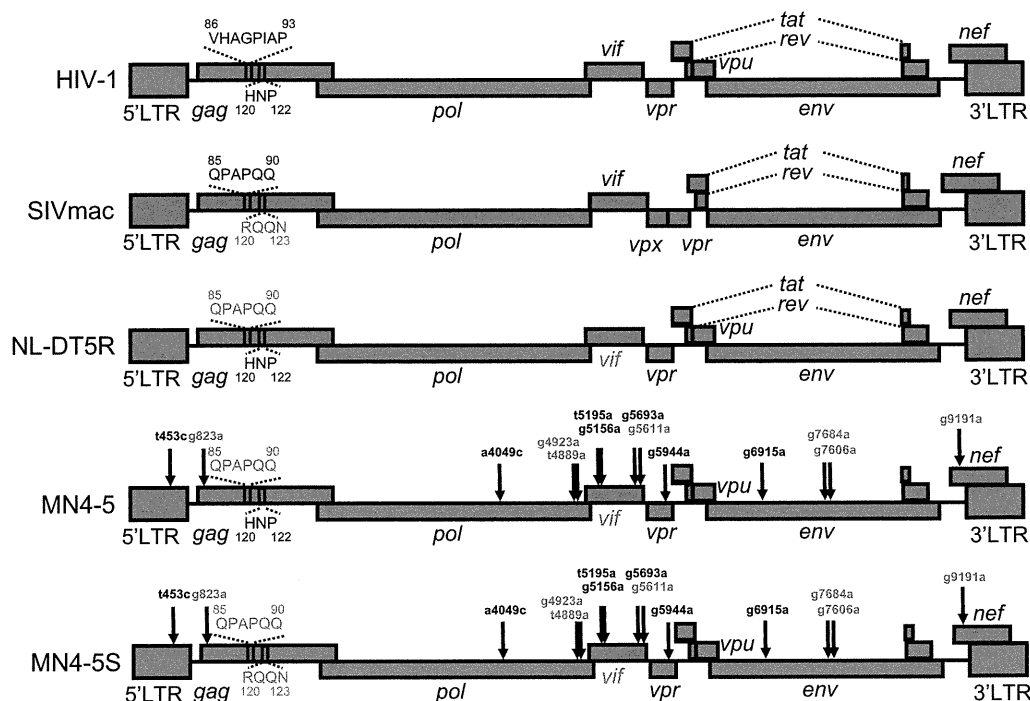 HIV-1
86 93
VHAGPIAP
HNP
120 122
5'LTR gag pol vif vpr vpu tat rev env nef 3'LTR
SIVmac
85 90
QPAPQQ
RQQN
120 123
5'LTR gag pol vif vpx vpr tat rev env nef 3'LTR
NL-DT5R
85 90
QPAPQQ
HNP
120 122
5'LTR gag pol vif vpr vpu tat rev env nef 3'LTR
MN4-5
t453c g823a a4049c g4923a t4889a t5195a g5156a g5693a g5611a g5944a g6915a g7684a g7606a g9191a
85 90
QPAPQQ
HNP
120 122
5'LTR gag pol vif vpr vpu env nef 3'LTR
MN4-5S
t453c g823a a4049c g4923a t4889a t5195a g5156a g5693a g5611a g5944a g6915a g7684a g7606a g9191a
85 90
QPAPQQ
RQQN
120 123
5'LTR gag pol vif vpr vpu env nef 3'LTR